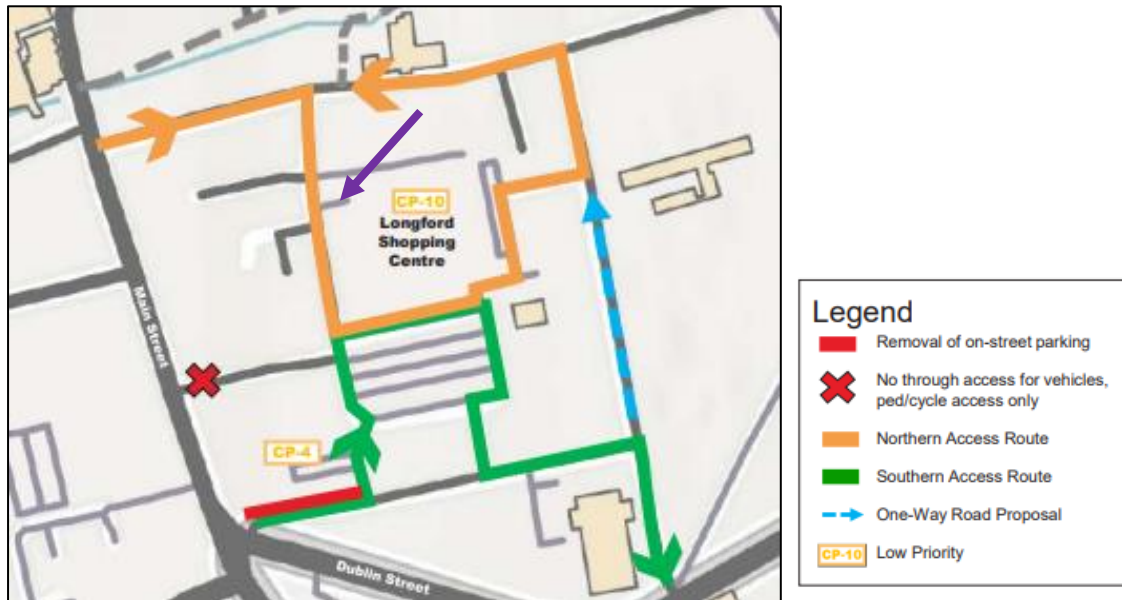 CP-10
Longford
Shopping
Centre
Main Street
CP-4
Dublin Street
Legend
Removal of on-street parking
No through access for vehicles,
ped/cycle access only
Northern Access Route
Southern Access Route
One-Way Road Proposal
CP-10 Low Priority